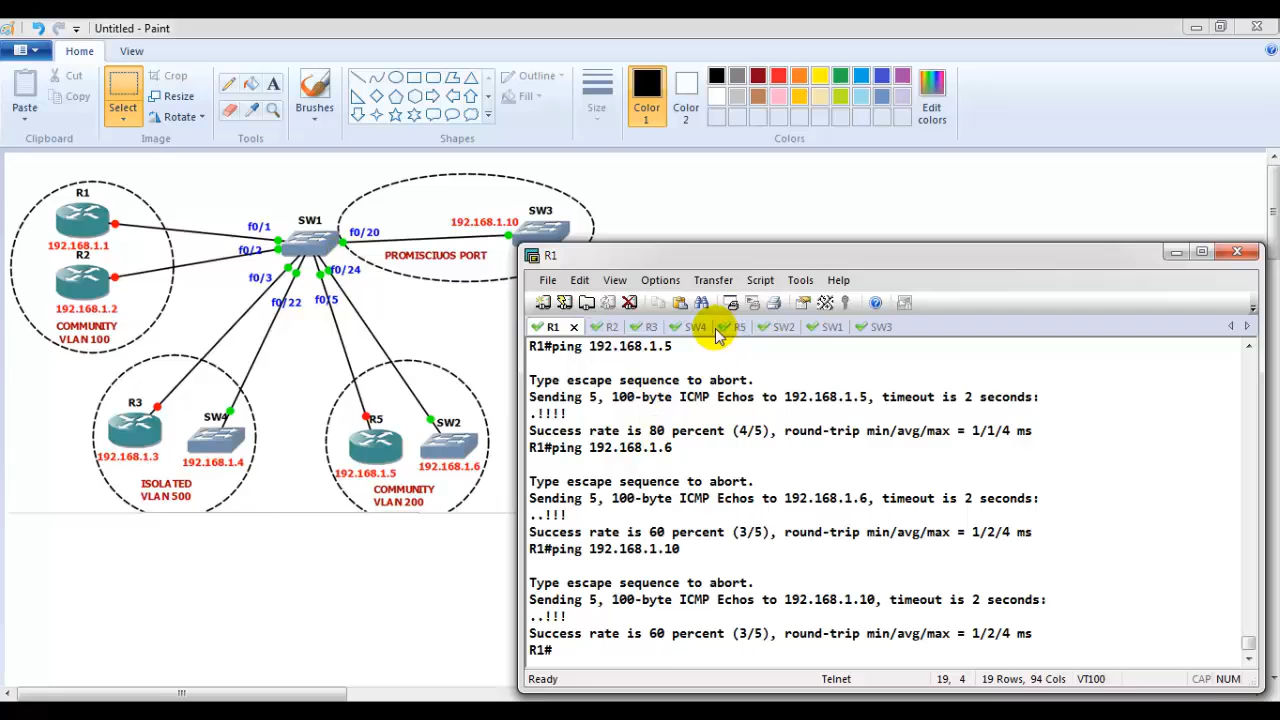 Untitled - Paint
Home
View
Paste
Cut
Copy
Clipboard
Select
Crop
Resize
Rotate
Image
A
Tools
Brushes
Outline
Fill
Shapes
Size
Color 1
Color 2
Edit colors
Colors
R1
192.168.1.1
R2
192.168.1.2
COMMUNITY
VLAN 100
SW1
f0/1
f0/2
f0/3
f0/22
f0/5
f0/24
f0/20
192.168.1.10
SW3
PROMISCIUOS PORT
R3
192.168.1.3
SW4
192.168.1.4
ISOLATED
VLAN 500
R5
192.168.1.5
SW2
192.168.1.6
COMMUNITY
VLAN 200
R1
File Edit View Options Transfer Script Tools Help
R1 R2 R3 SW4 R5 SW2 SW1 SW3
R1#ping 192.168.1.5
Type escape sequence to abort.
Sending 5, 100-byte ICMP Echos to 192.168.1.5, timeout is 2 seconds:
.!!!!
Success rate is 80 percent (4/5), round-trip min/avg/max = 1/1/4 ms
R1#ping 192.168.1.6
Type escape sequence to abort.
Sending 5, 100-byte ICMP Echos to 192.168.1.6, timeout is 2 seconds:
..!!!
Success rate is 60 percent (3/5), round-trip min/avg/max = 1/2/4 ms
R1#ping 192.168.1.10
Type escape sequence to abort.
Sending 5, 100-byte ICMP Echos to 192.168.1.10, timeout is 2 seconds:
..!!!
Success rate is 60 percent (3/5), round-trip min/avg/max = 1/2/4 ms
R1#
Ready Telnet 19, 4 19 Rows, 94 Cols VT100 CAP NUM